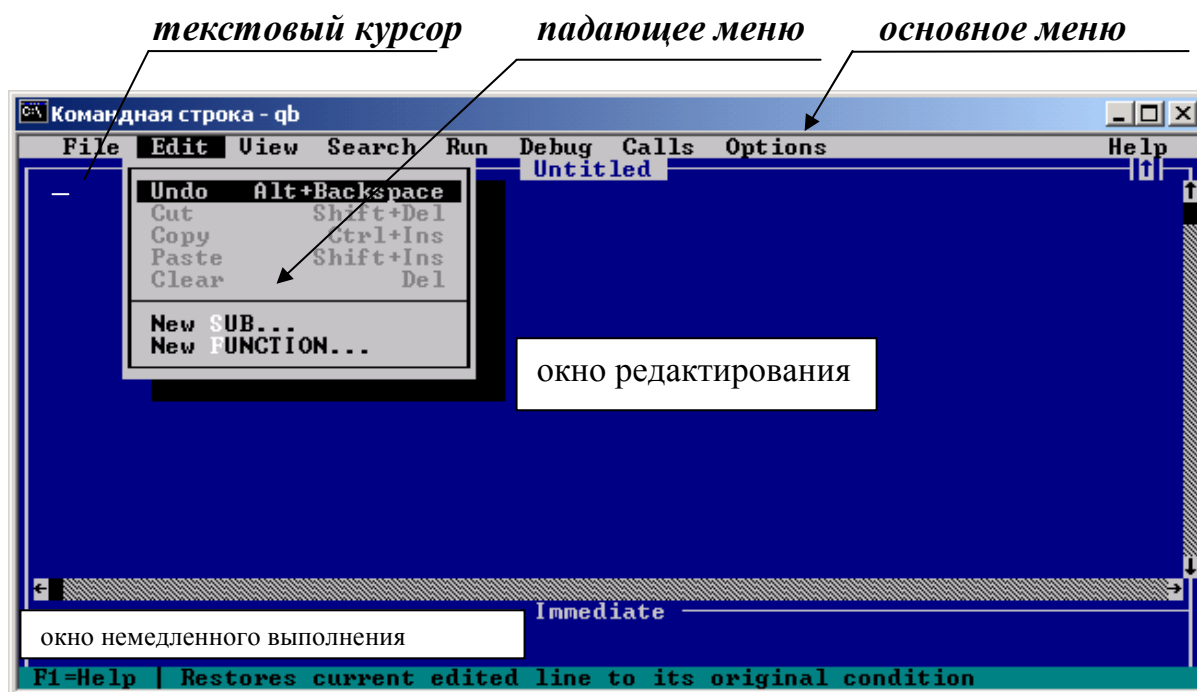 текстовый курсор падающее меню основное меню
Командная строка - qb
File Edit View Search Run Debug Calls Options Help
Untitled
Undo Alt+Backspace
Cut Shift+Del
Copy Ctrl+Ins
Paste Shift+Ins
Clear Del
New SUB...
New FUNCTION...
окно редактирования
Immediate
окно немедленного выполнения
F1=Help | Restores current edited line to its original condition